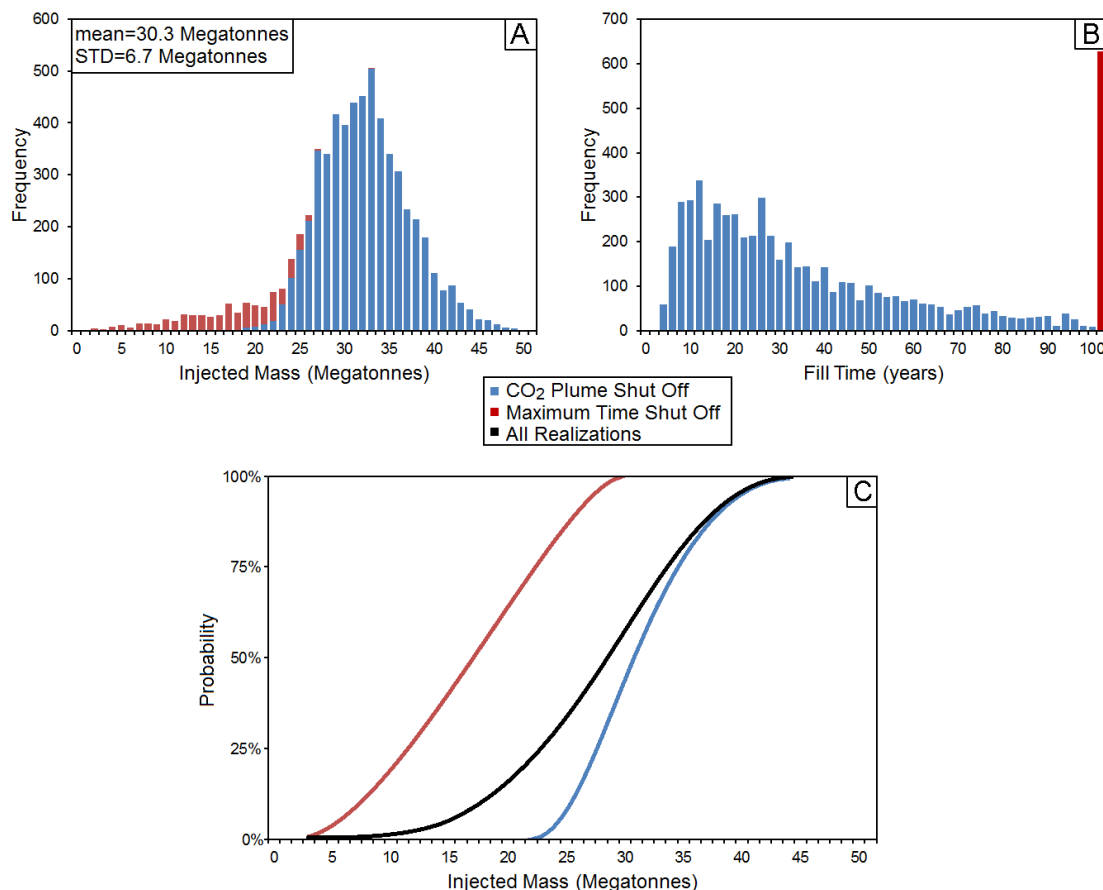 mean=30.3 Megatonnes
STD=6.7 Megatonnes
A
Frequency
600
500
400
300
200
100
0
0 5 10 15 20 25 30 35 40 45 50
Injected Mass (Megatonnes)
B
Frequency
700
600
500
400
300
200
100
0
0 10 20 30 40 50 60 70 80 90 100
Fill Time (years)
CO₂ Plume Shut Off
Maximum Time Shut Off
All Realizations
C
Probability
100%
75%
50%
25%
0%
0 5 10 15 20 25 30 35 40 45 50
Injected Mass (Megatonnes)